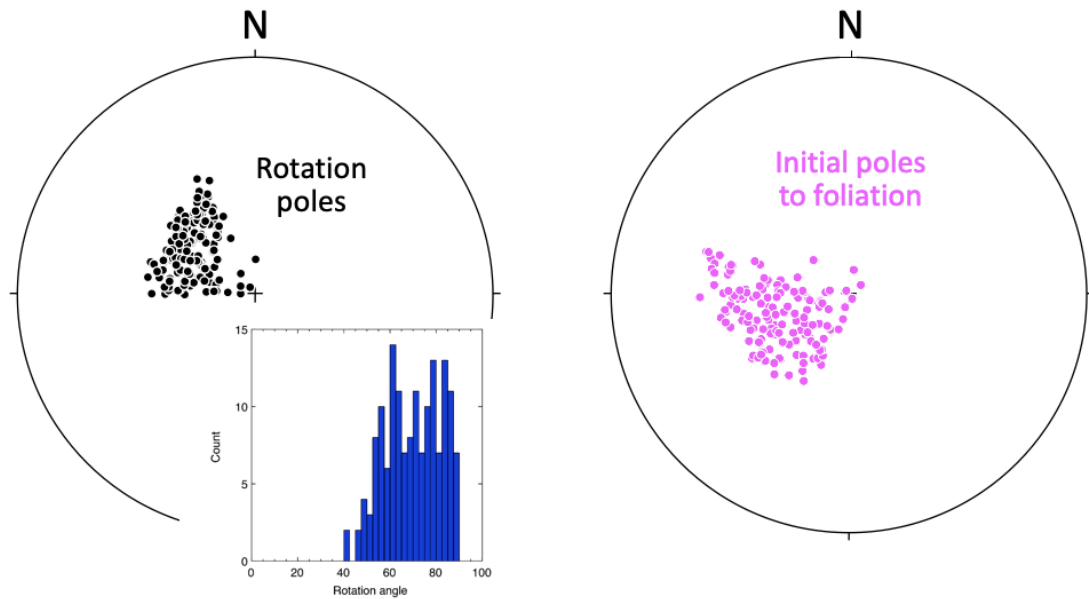 N
Rotation
poles
N
Initial poles
to foliation
15
10
5
0
Count
0
20
40
60
80
100
Rotation angle